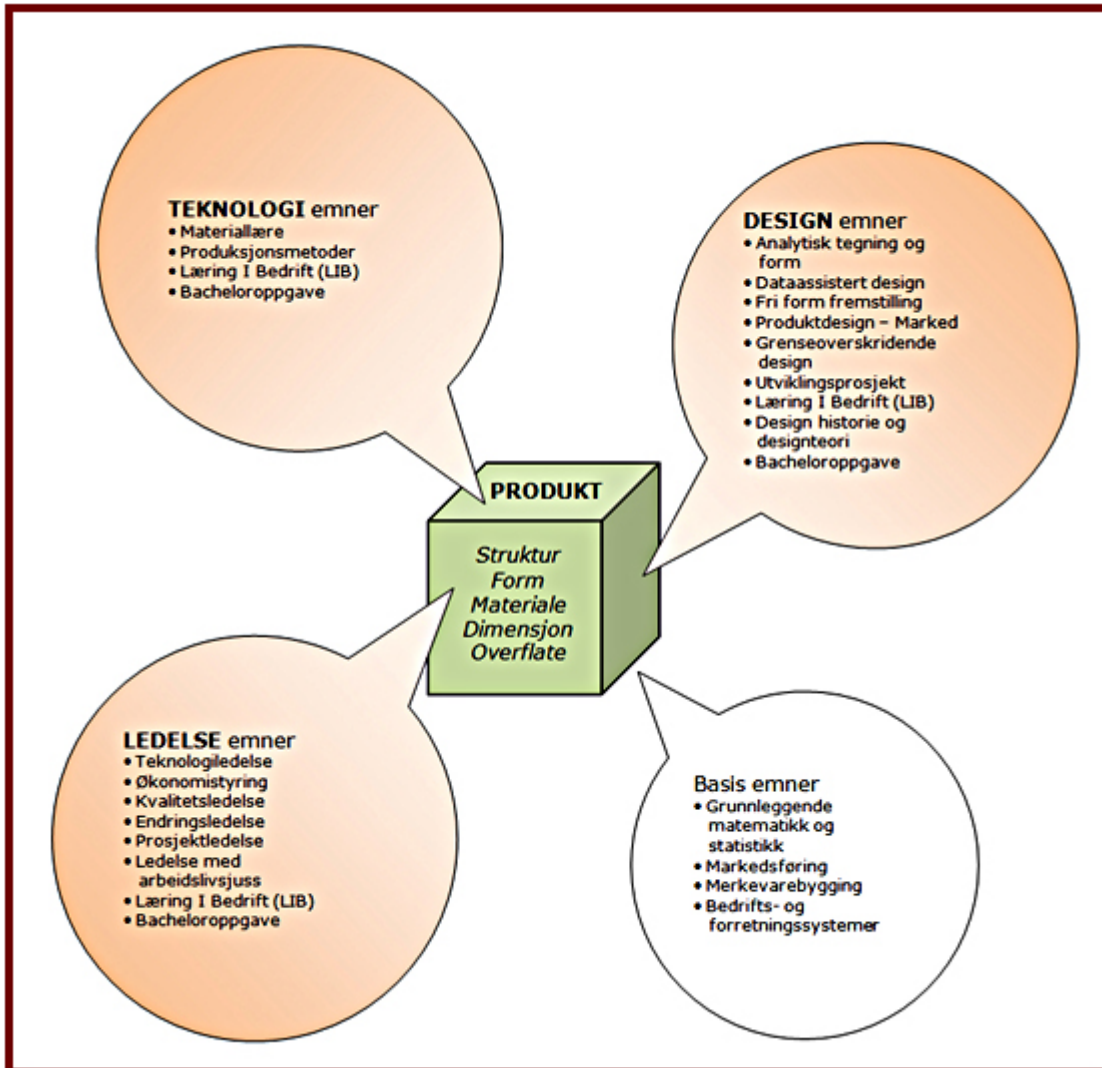 TEKNOLOGI emner
• Materiallære
• Produksjonsmetoder
• Læring I Bedrift (LIB)
• Bacheloroppgave
DESIGN emner
• Analytisk tegning og
form
• Dataassistert design
• Fri form fremstilling
• Produktdesign – Marked
• Grenseoverskridende
design
• Utviklingsprosjekt
• Læring I Bedrift (LIB)
• Design historie og
designteori
• Bacheloroppgave
PRODUKT
Struktur
Form
Materiale
Dimensjon
Overflate
LEDELSE emner
• Teknologiledelse
• Økonomistyring
• Kvalitetsledelse
• Endringsledelse
• Prosjektledelse
• Ledelse med
arbeidslivsjuss
• Læring I Bedrift (LIB)
• Bacheloroppgave
Basis emner
• Grunnleggende
matematikk og
statistikk
• Markedsføring
• Merkevarebygging
• Bedrifts- og
forretningssystemer